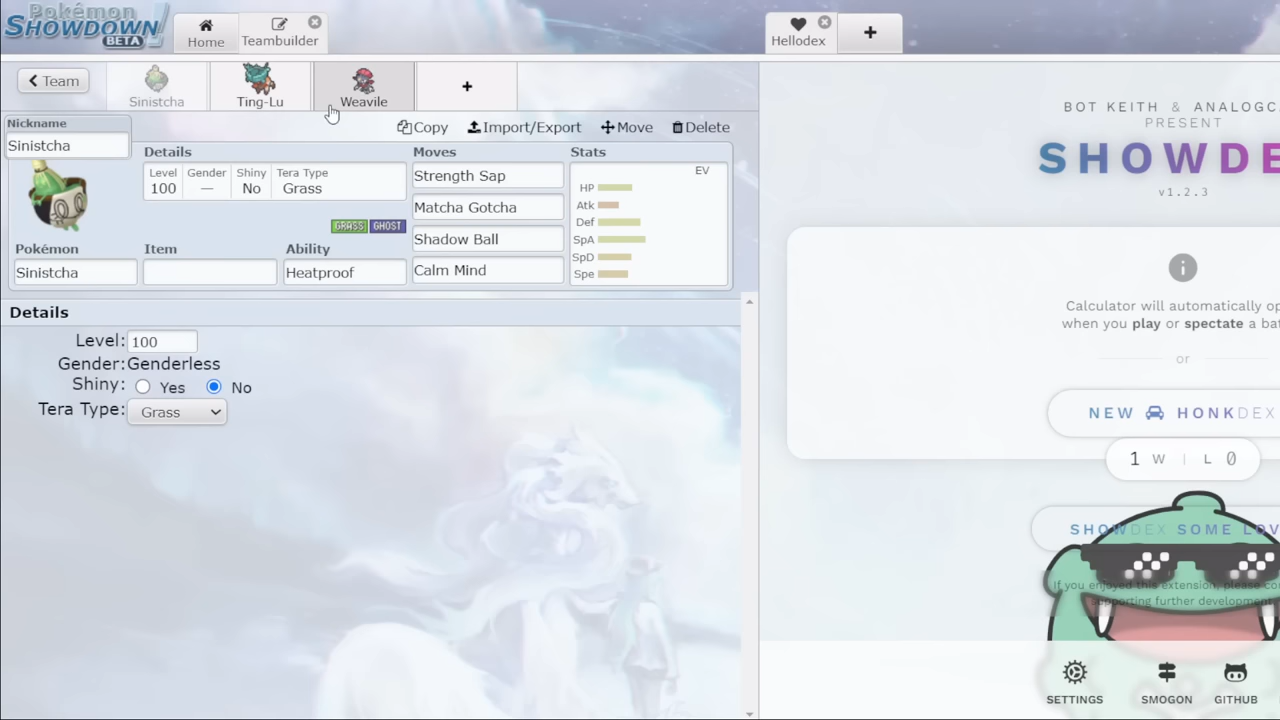 Pokémon
SHOWDOWN!
BETA
Home
Teambuilder
Hellodex
+
Team
Sinistcha
Ting-Lu
Weavile
+
Copy
Import/Export
Move
Delete
Nickname
Sinistcha
Details
Level
100
Gender
—
Shiny
No
Tera Type
Grass
GRASS
GHOST
Pokémon
Sinistcha
Item
Ability
Heatproof
Moves
Strength Sap
Matcha Gotcha
Shadow Ball
Calm Mind
Stats
EV
HP
Atk
Def
SpA
SpD
Spe
Details
Level: 100
Gender: Genderless
Shiny: Yes No
Tera Type: Grass
BOT KEITH & ANALOGC
PRESENT
SHOWDE
v1.2.3
Calculator will automatically op
when you play or spectate a bat
or
NEW HONKDEX
1 W | L 0
SHOWDEX SOME LOV
If you enjoyed this extension, please co
supporting further development
SETTINGS
SMOGON
GITHUB